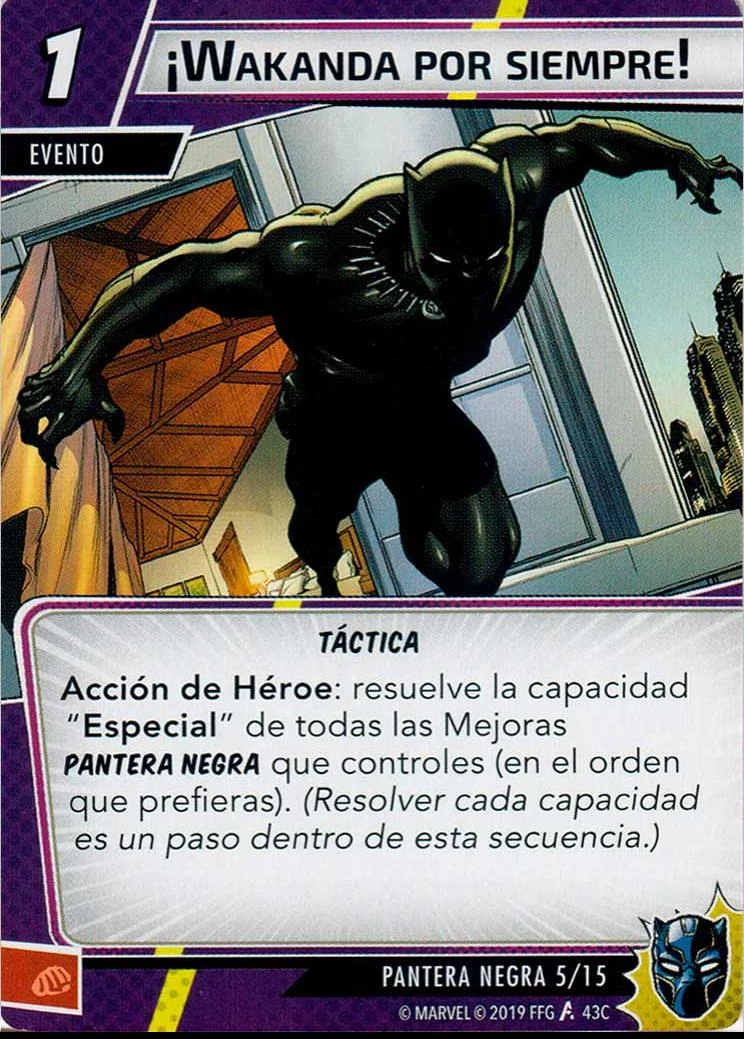 1
¡WAKANDA POR SIEMPRE!
EVENTO
TÁCTICA
Acción de Héroe: resuelve la capacidad
"Especial" de todas las Mejoras
PANTERA NEGRA que controles (en el orden
que prefieras). (Resolver cada capacidad
es un paso dentro de esta secuencia.)
PANTERA NEGRA 5/15
© MARVEL © 2019 FFG 43C